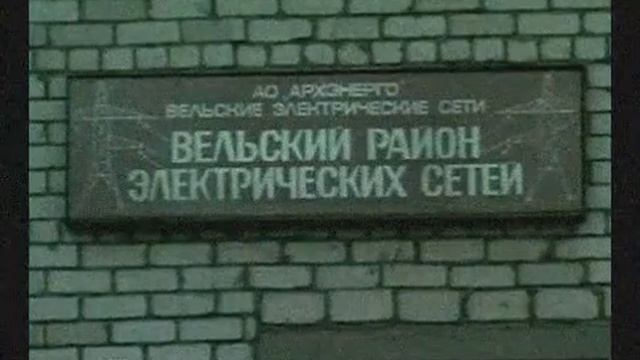 АО "АРХЭНЕРГО"
ВЕЛЬСКИЕ ЭЛЕКТРИЧЕСКИЕ СЕТИ
ВЕЛЬСКИЙ РАЙОН
ЭЛЕКТРИЧЕСКИХ СЕТЕЙ